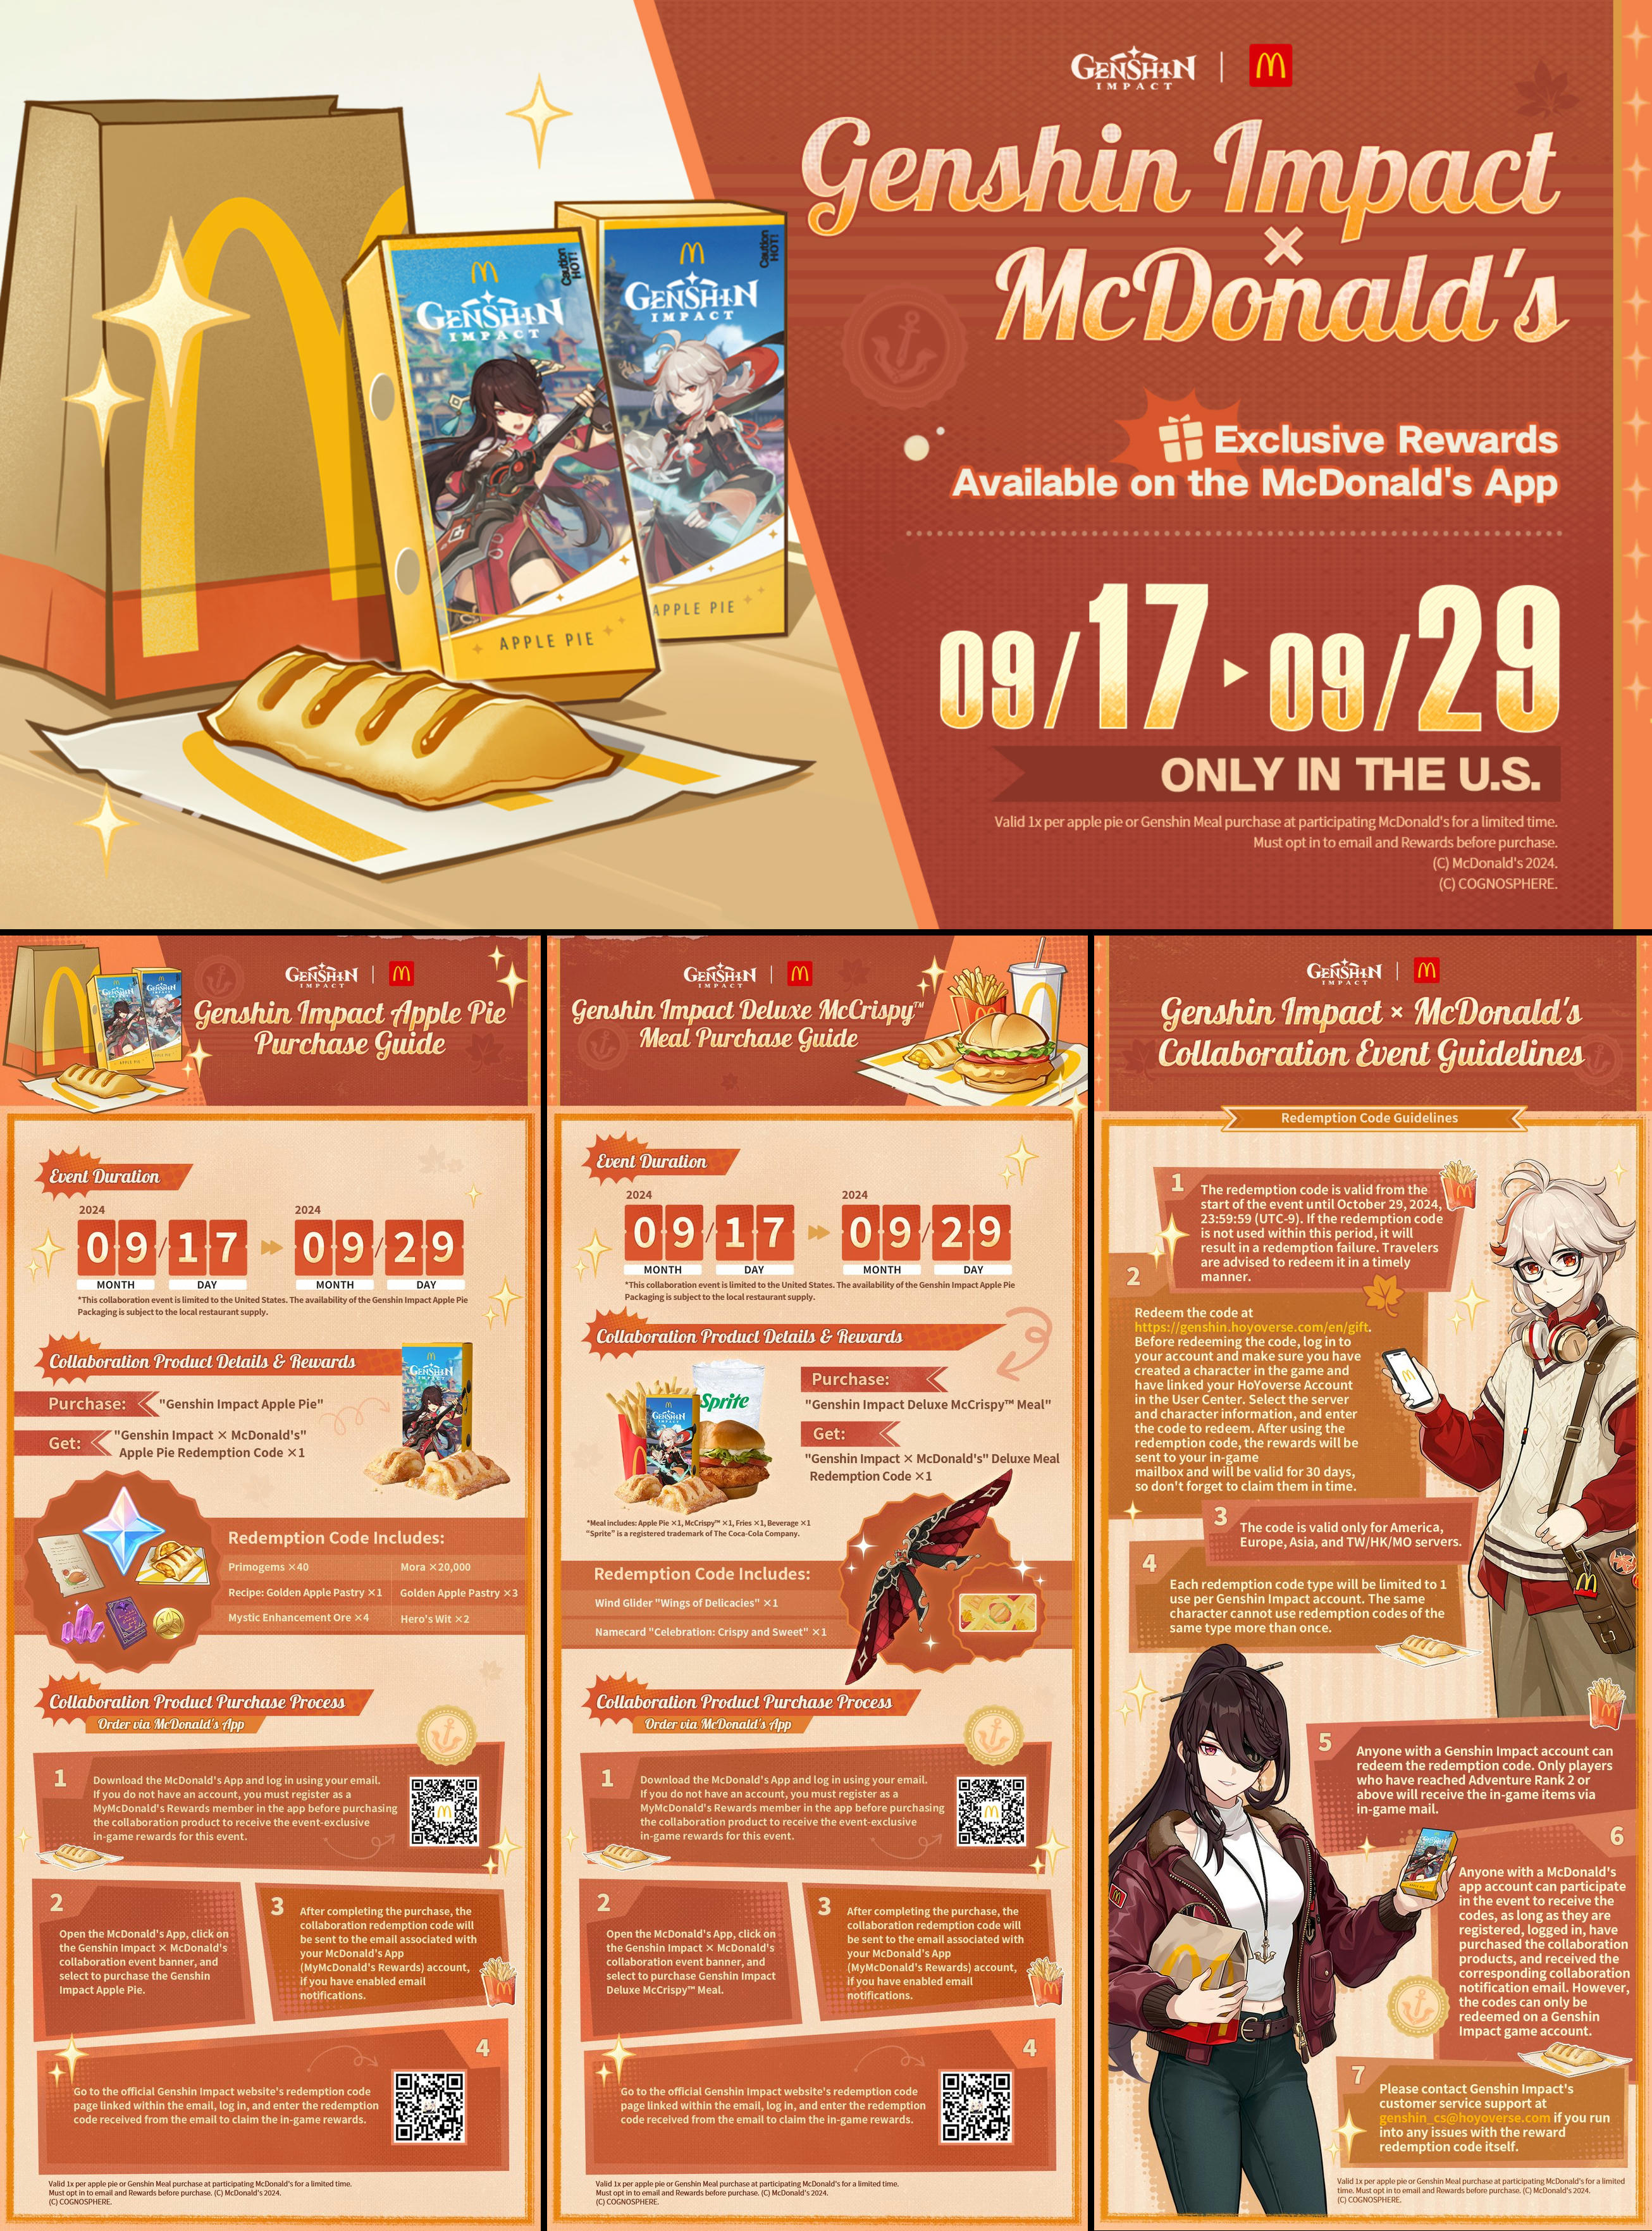 GENSHIN
IMPACT
Genshin Impact
×
McDonald's
Exclusive Rewards
Available on the McDonald's App
09/17 ▸ 09/29
ONLY IN THE U.S.
Valid 1x per apple pie or Genshin Meal purchase at participating McDonald's for a limited time.
Must opt in to email and Rewards before purchase.
(C) McDonald's 2024.
(C) COGNOSPHERE.
Caution
HOT!
GENSHIN
IMPACT
APPLE PIE
Caution
HOT!
GENSHIN
IMPACT
APPLE PIE
GENSHIN
IMPACT
Genshin Impact Apple Pie
Purchase Guide
Event Duration
2024
2024
09/17
09/29
MONTH
DAY
MONTH
DAY
*This collaboration event is limited to the United States. The availability of the Genshin Impact Apple Pie
Packaging is subject to the local restaurant supply.
Collaboration Product Details & Rewards
Purchase:
"Genshin Impact Apple Pie"
Get:
"Genshin Impact × McDonald's"
Apple Pie Redemption Code ×1
Redemption Code Includes:
Primogems ×40
Mora ×20,000
Recipe: Golden Apple Pastry ×1
Golden Apple Pastry ×3
Mystic Enhancement Ore ×4
Hero's Wit ×2
Collaboration Product Purchase Process
Order via McDonald's App
1
Download the McDonald's App and log in using your email.
If you do not have an account, you must register as a
MyMcDonald's Rewards member in the app before purchasing
the collaboration product to receive the event-exclusive
in-game rewards for this event.
2
Open the McDonald's App, click on
the Genshin Impact × McDonald's
collaboration event banner, and
select to purchase the Genshin
Impact Apple Pie.
3
After completing the purchase, the
collaboration redemption code will
be sent to the email associated with
your McDonald's App
(MyMcDonald's Rewards) account,
if you have enabled email
notifications.
4
Go to the official Genshin Impact website's redemption code
page linked within the email, log in, and enter the redemption
code received from the email to claim the in-game rewards.
Valid 1x per apple pie or Genshin Meal purchase at participating McDonald's for a limited time.
Must opt in to email and Rewards before purchase. (C) McDonald's 2024.
(C) COGNOSPHERE.
GENSHIN
IMPACT
Genshin Impact Deluxe McCrispy™
Meal Purchase Guide
Event Duration
2024
2024
09/17
09/29
MONTH
DAY
MONTH
DAY
*This collaboration event is limited to the United States. The availability of the Genshin Impact Apple Pie
Packaging is subject to the local restaurant supply.
Collaboration Product Details & Rewards
Sprite
GENSHIN
Purchase:
"Genshin Impact Deluxe McCrispy™ Meal"
Get:
"Genshin Impact × McDonald's" Deluxe Meal
Redemption Code ×1
*Meal includes: Apple Pie ×1, McCrispy™ ×1, Fries ×1, Beverage ×1
"Sprite" is a registered trademark of The Coca-Cola Company.
Redemption Code Includes:
Wind Glider "Wings of Delicacies" ×1
Namecard "Celebration: Crispy and Sweet" ×1
Collaboration Product Purchase Process
Order via McDonald's App
1
Download the McDonald's App and log in using your email.
If you do not have an account, you must register as a
MyMcDonald's Rewards member in the app before purchasing
the collaboration product to receive the event-exclusive
in-game rewards for this event.
2
Open the McDonald's App, click on
the Genshin Impact × McDonald's
collaboration event banner, and
select to purchase Genshin Impact
Deluxe McCrispy™ Meal.
3
After completing the purchase, the
collaboration redemption code will
be sent to the email associated with
your McDonald's App
(MyMcDonald's Rewards) account,
if you have enabled email
notifications.
4
Go to the official Genshin Impact website's redemption code
page linked within the email, log in, and enter the redemption
code received from the email to claim the in-game rewards.
Valid 1x per apple pie or Genshin Meal purchase at participating McDonald's for a limited time.
Must opt in to email and Rewards before purchase. (C) McDonald's 2024.
(C) COGNOSPHERE.
GENSHIN
IMPACT
Genshin Impact × McDonald's
Collaboration Event Guidelines
Redemption Code Guidelines
1
The redemption code is valid from the
start of the event until October 29, 2024,
23:59:59 (UTC-9). If the redemption code
is not used within this period, it will
result in a redemption failure. Travelers
are advised to redeem it in a timely
manner.
2
Redeem the code at
https://genshin.hoyoverse.com/en/gift.
Before redeeming the code, log in to
your account and make sure you have
created a character in the game and
have linked your HoYoverse Account
in the User Center. Select the server
and character information, and enter
the code to redeem. After using the
redemption code, the rewards will be
sent to your in-game
mailbox and will be valid for 30 days,
so don't forget to claim them in time.
3
The code is valid only for America,
Europe, Asia, and TW/HK/MO servers.
4
Each redemption code type will be limited to 1
use per Genshin Impact account. The same
character cannot use redemption codes of the
same type more than once.
5
Anyone with a Genshin Impact account can
redeem the redemption code. Only players
who have reached Adventure Rank 2 or
above will receive the in-game items via
in-game mail.
6
Anyone with a McDonald's
app account can participate
in the event to receive the
codes, as long as they are
registered, logged in, have
purchased the collaboration
products, and received the
corresponding collaboration
notification email. However,
the codes can only be
redeemed on a Genshin
Impact game account.
7
Please contact Genshin Impact's
customer service support at
genshin_cs@hoyoverse.com if you run
into any issues with the reward
redemption code itself.
Valid 1x per apple pie or Genshin Meal purchase at participating McDonald's for a limited
time. Must opt in to email and Rewards before purchase. (C) McDonald's 2024.
(C) COGNOSPHERE.